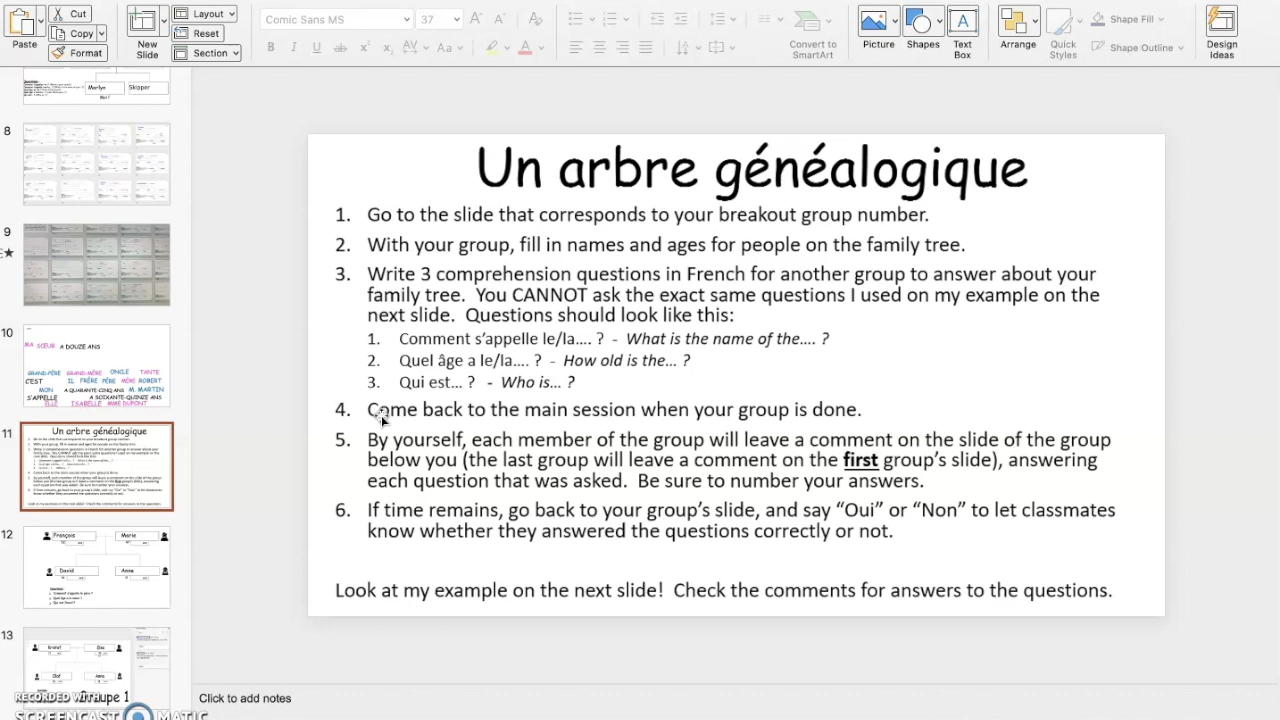 Cut
Copy
Paste
Format
New Slide
Layout
Reset
Section
Comic Sans MS
37
Convert to SmartArt
Picture
Shapes
Text Box
Arrange
Quick Styles
Shape Fill
Shape Outline
Design Ideas
Marlyn
Skipper
8
9
10
MA SŒUR A DOUZE ANS
GRAND-PÈRE GRAND-MÈRE ONCLE TANTE
C'EST IL FRÈRE PÈRE MÈRE ROBERT
MON A QUARANTE-CINQ ANS M. MARTIN
S'APPELLE A SOIXANTE-QUINZE ANS
ELLE ISABELLE MME DUPONT
11
Un arbre généalogique
12
François Marie
David Anne
13
Kristof Elsa
Olaf Anna
Groupe 1
RECORDED WITH
SCREENCAST MATIC
Un arbre généalogique
1. Go to the slide that corresponds to your breakout group number.
2. With your group, fill in names and ages for people on the family tree.
3. Write 3 comprehension questions in French for another group to answer about your
family tree. You CANNOT ask the exact same questions I used on my example on the
next slide. Questions should look like this:
1. Comment s'appelle le/la.... ? - What is the name of the.... ?
2. Quel âge a le/la.... ? - How old is the... ?
3. Qui est... ? - Who is... ?
4. Come back to the main session when your group is done.
5. By yourself, each memer of the group will leave a comment on the slide of the group
below you (the last group will leave a comment on the first group's slide), answering
each question that was asked. Be sure to number your answers.
6. If time remains, go back to your group's slide, and say “Oui” or “Non” to let classmates
know whether they answered the questions correctly or not.
Look at my example on the next slide! Check the comments for answers to the questions.
Click to add notes